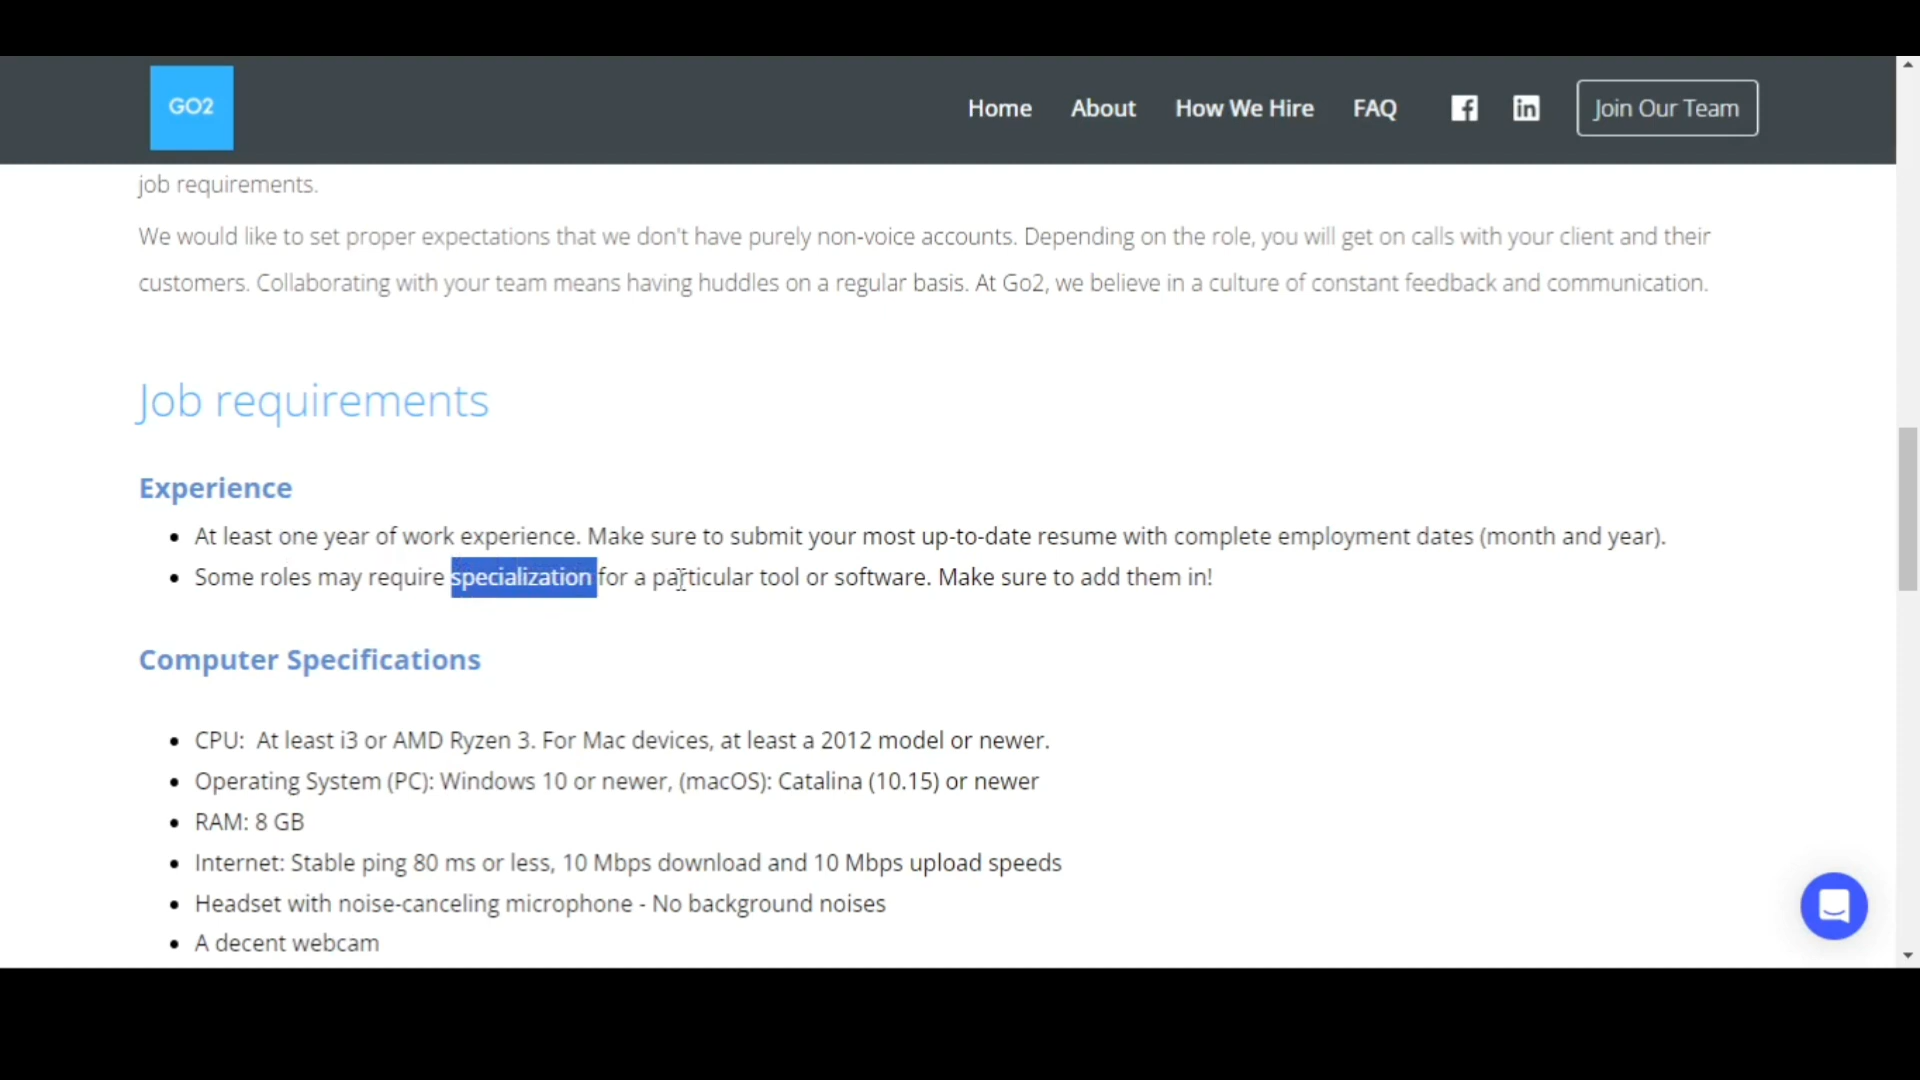 GO2
Home
About
How We Hire
FAQ
Join Our Team
job requirements.
We would like to set proper expectations that we don't have purely non-voice accounts. Depending on the role, you will get on calls with your client and their
customers. Collaborating with your team means having huddles on a regular basis. At Go2, we believe in a culture of constant feedback and communication.
Job requirements
Experience
At least one year of work experience. Make sure to submit your most up-to-date resume with complete employment dates (month and year).
Some roles may require specialization for a particular tool or software. Make sure to add them in!
Computer Specifications
CPU:  At least i3 or AMD Ryzen 3. For Mac devices, at least a 2012 model or newer.
Operating System (PC): Windows 10 or newer, (macOS): Catalina (10.15) or newer
RAM: 8 GB
Internet: Stable ping 80 ms or less, 10 Mbps download and 10 Mbps upload speeds
Headset with noise-canceling microphone - No background noises
A decent webcam